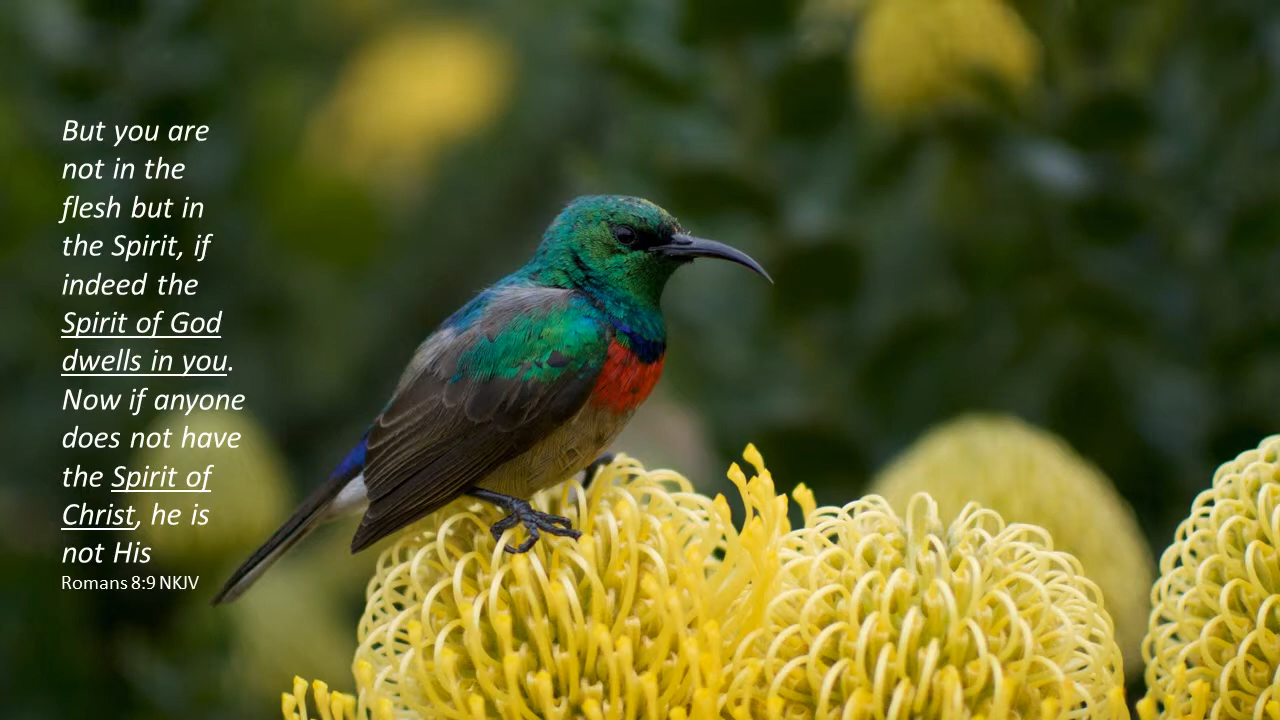 But you are
not in the
flesh but in
the Spirit, if
indeed the
Spirit of God
dwells in you.
Now if anyone
does not have
the Spirit of
Christ, he is
not His
Romans 8:9 NKJV